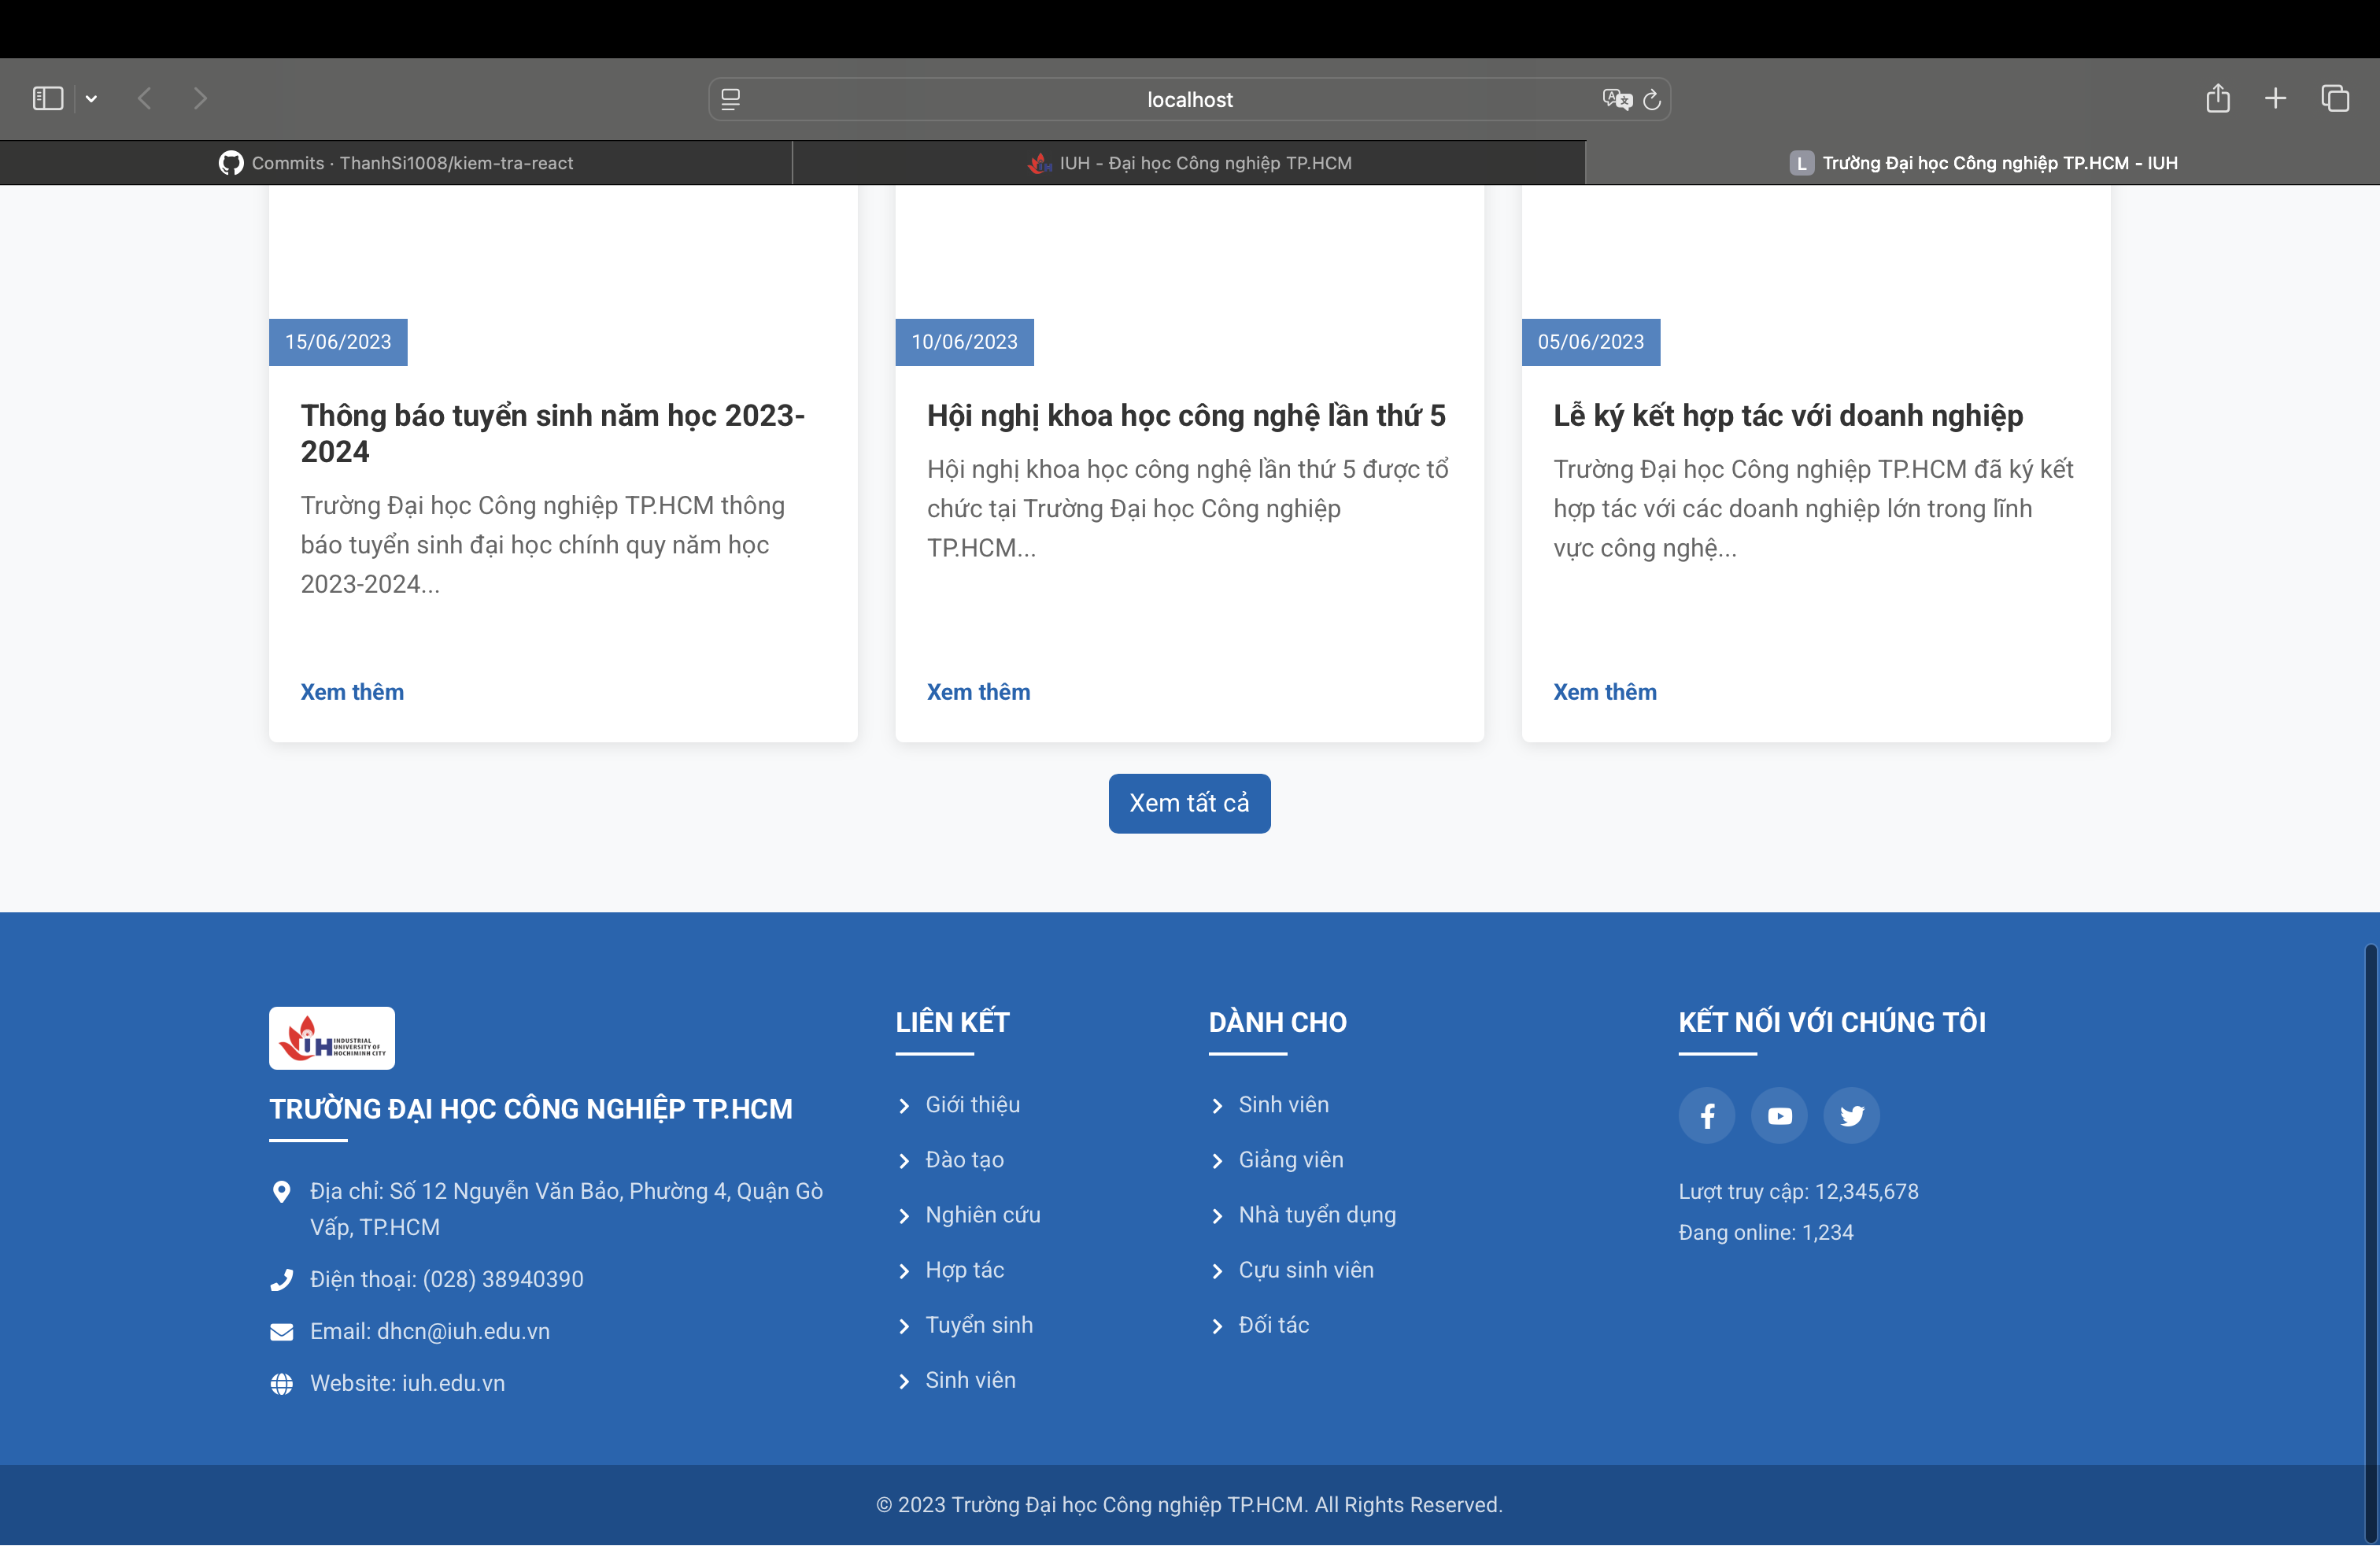 localhost
Commits · ThanhSi1008/kiem-tra-react
IUH - Đại học Công nghiệp TP.HCM
L Trường Đại học Công nghiệp TP.HCM - IUH
15/06/2023
Thông báo tuyển sinh năm học 2023-
2024
Trường Đại học Công nghiệp TP.HCM thông
báo tuyển sinh đại học chính quy năm học
2023-2024...
Xem thêm
10/06/2023
Hội nghị khoa học công nghệ lần thứ 5
Hội nghị khoa học công nghệ lần thứ 5 được tổ
chức tại Trường Đại học Công nghiệp
TP.HCM...
Xem thêm
05/06/2023
Lễ ký kết hợp tác với doanh nghiệp
Trường Đại học Công nghiệp TP.HCM đã ký kết
hợp tác với các doanh nghiệp lớn trong lĩnh
vực công nghệ...
Xem thêm
Xem tất cả
IUH
INDUSTRIAL
UNIVERSITY OF
HOCHIMINH CITY
TRƯỜNG ĐẠI HỌC CÔNG NGHIỆP TP.HCM
Địa chỉ: Số 12 Nguyễn Văn Bảo, Phường 4, Quận Gò
Vấp, TP.HCM
Điện thoại: (028) 38940390
Email: dhcn@iuh.edu.vn
Website: iuh.edu.vn
LIÊN KẾT
Giới thiệu
Đào tạo
Nghiên cứu
Hợp tác
Tuyển sinh
Sinh viên
DÀNH CHO
Sinh viên
Giảng viên
Nhà tuyển dụng
Cựu sinh viên
Đối tác
KẾT NỐI VỚI CHÚNG TÔI
Lượt truy cập: 12,345,678
Đang online: 1,234
© 2023 Trường Đại học Công nghiệp TP.HCM. All Rights Reserved.